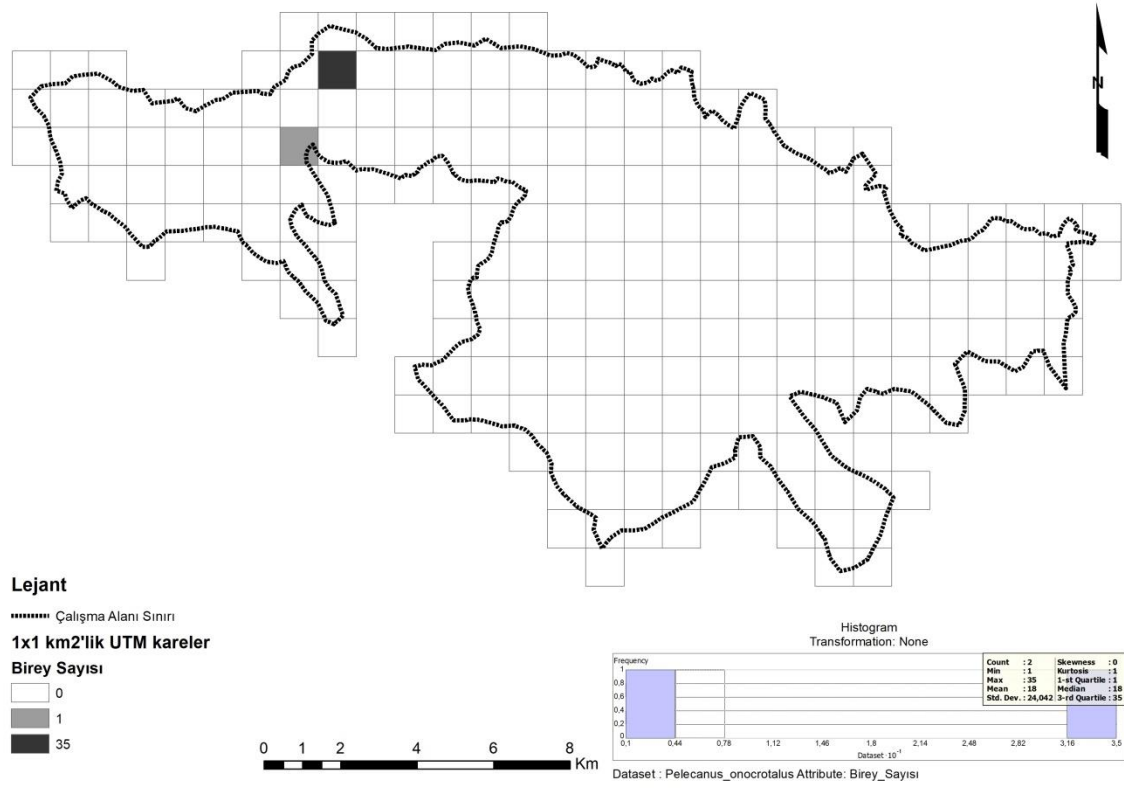 N
Lejant
Çalışma Alanı Sınırı
1x1 km2'lik UTM kareler
Birey Sayısı
0
1
35
0 1 2 4 6 8
Km
Histogram
Transformation: None
Frequency
1
0,8
0,6
0,4
0,2
0
0,1 0,44 0,78 1,12 1,46 1,8 2,14 2,48 2,82 3,16 3,5
Dataset ·10⁻¹
Count : 2 Skewness : 0
Min : 1 Kurtosis : 1
Max : 35 1-st Quartile : 1
Mean : 18 Median : 18
Std. Dev. : 24,042 3-rd Quartile : 35
Dataset : Pelecanus_onocrotalus Attribute: Birey_Sayısı